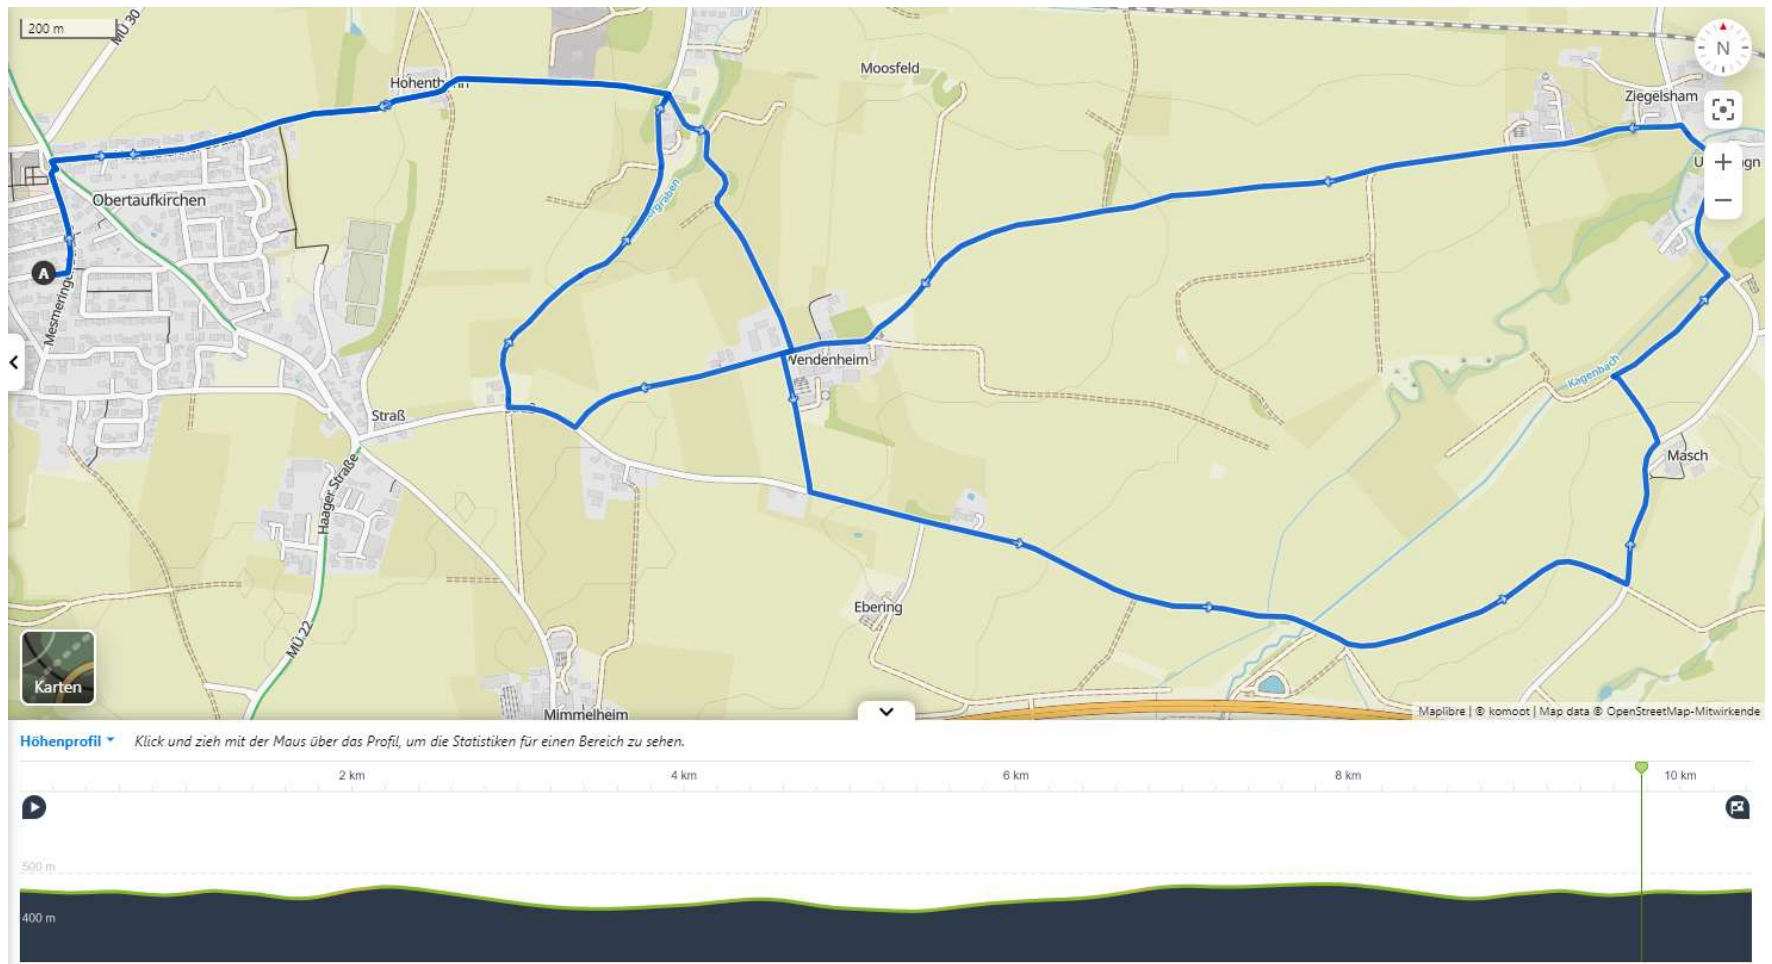 200 m
MÜ 30
Moosfeld
N
Ziegelsham
Obertaufkirchen
A
Mesmeringer
Wendenheim
Kagenbach
Straß
Masch
Haager Straße
Ebering
MÜ 22
Karten
Mimmelheim
Maplibre | © komoot | Map data © OpenStreetMap-Mitwirkende
Höhenprofil Klick und zieh mit der Maus über das Profil, um die Statistiken für einen Bereich zu sehen.
2 km 4 km 6 km 8 km 10 km
500 m
400 m